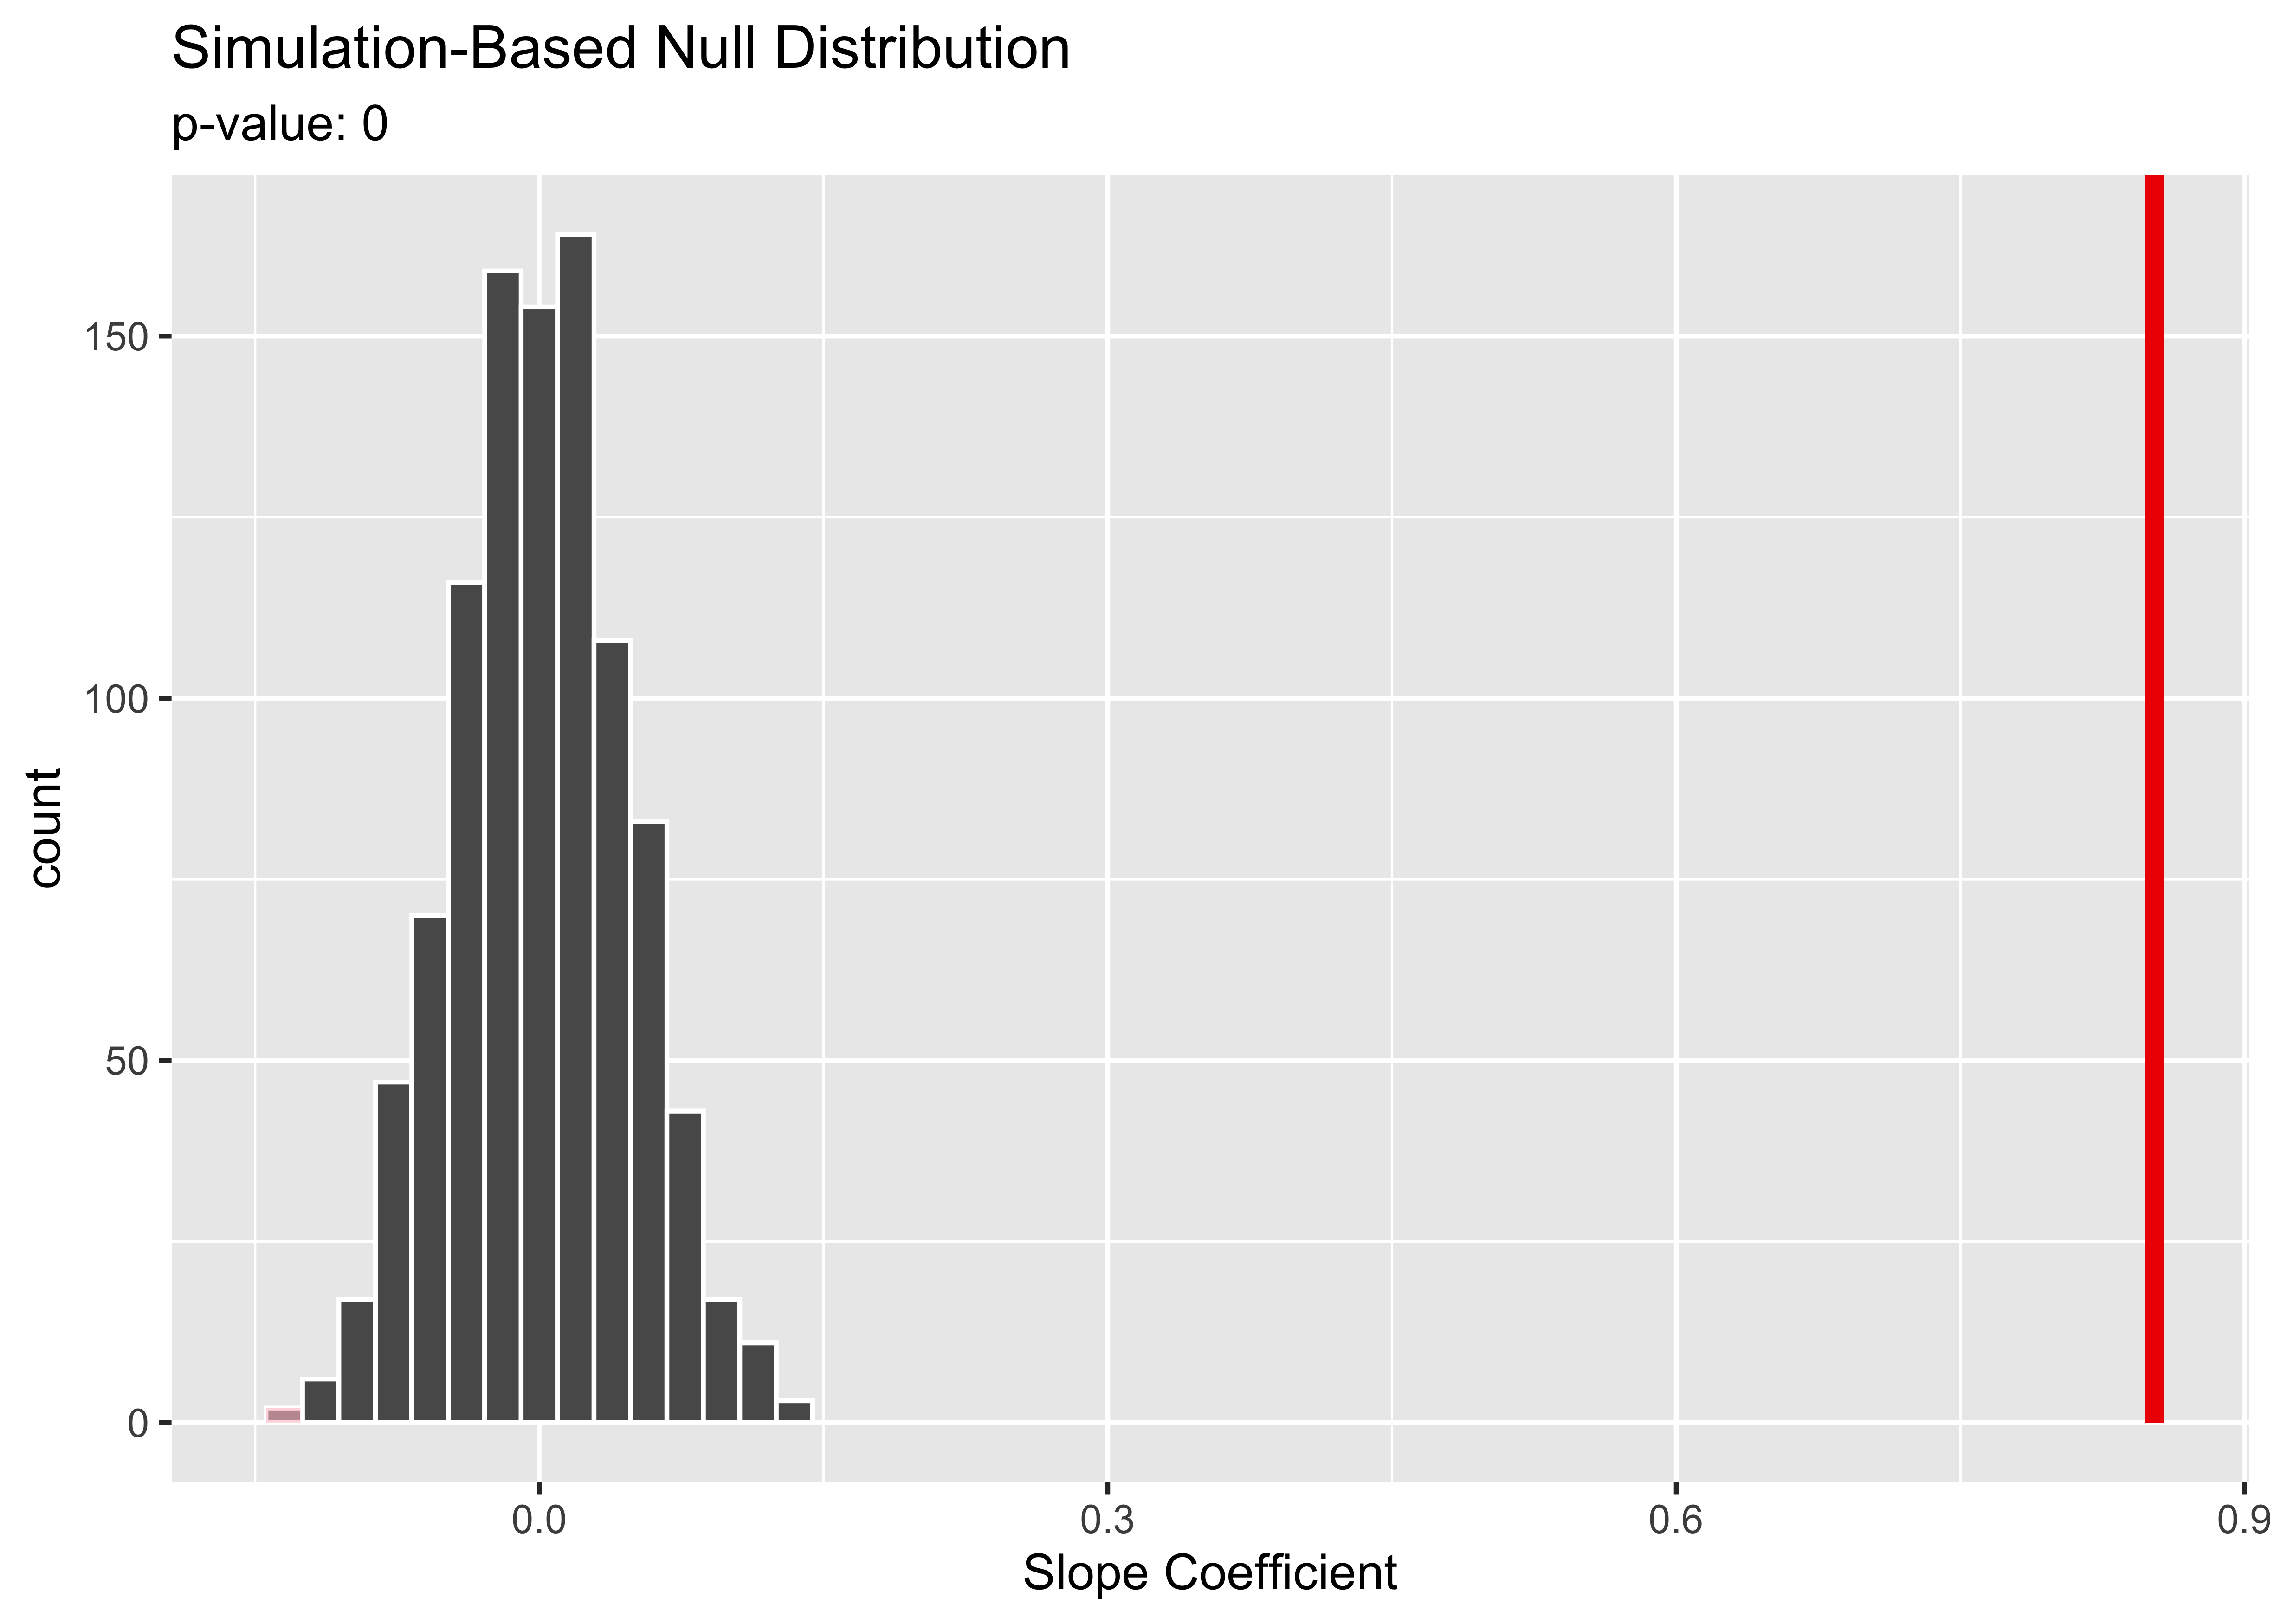 Simulation-Based Null Distribution
p-value: 0
150
100
50
0
count
0.0 0.3 0.6 0.9
Slope Coefficient